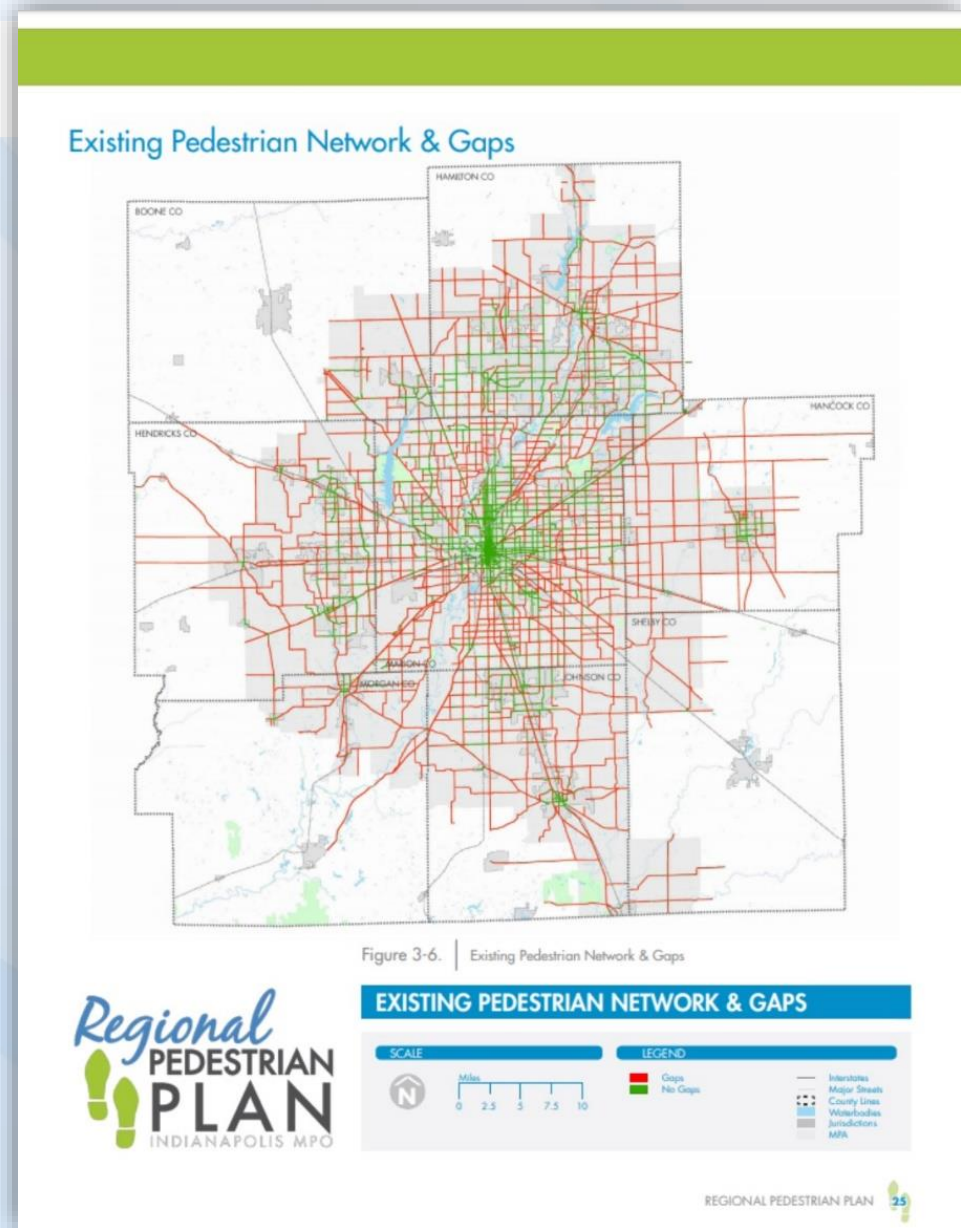 Existing Pedestrian Network & Gaps
HAMILTON CO
BOONE CO
HANCOCK CO
HENDRICKS CO
SHELBY CO
MARION CO
MORGAN CO
JOHNSON CO
Figure 3-6. | Existing Pedestrian Network & Gaps
Regional
PEDESTRIAN
PLAN
INDIANAPOLIS MPO
EXISTING PEDESTRIAN NETWORK & GAPS
SCALE
N
Miles
0 2.5 5 7.5 10
LEGEND
Gaps
No Gaps
Interstates
Major Streets
County Lines
Waterbodies
Jurisdictions
MPA
REGIONAL PEDESTRIAN PLAN 25